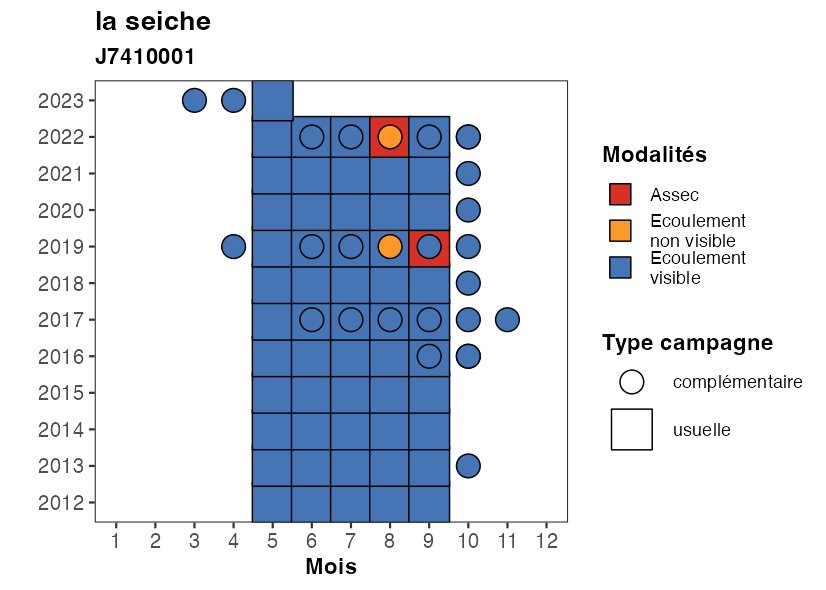 la seiche
J7410001
2023
2022
2021
2020
2019
2018
2017
2016
2015
2014
2013
2012
1 2 3 4 5 6 7 8 9 10 11 12
Mois
Modalités
Assec
Ecoulement
non visible
Ecoulement
visible
Type campagne
complémentaire
usuelle